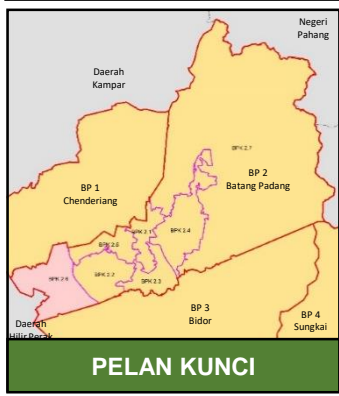 Negeri
Pahang
Daerah
Kampar
BPK 2.7
BP 1
Chenderiang
BP 2
Batang Padang
BPK 2.1
BPK 2.4
BPK 2.5
BPK 2.6
BPK 2.2
BPK 2.3
BP 3
Bidor
BP 4
Sungkai
Daerah
Hilir Perak
PELAN KUNCI